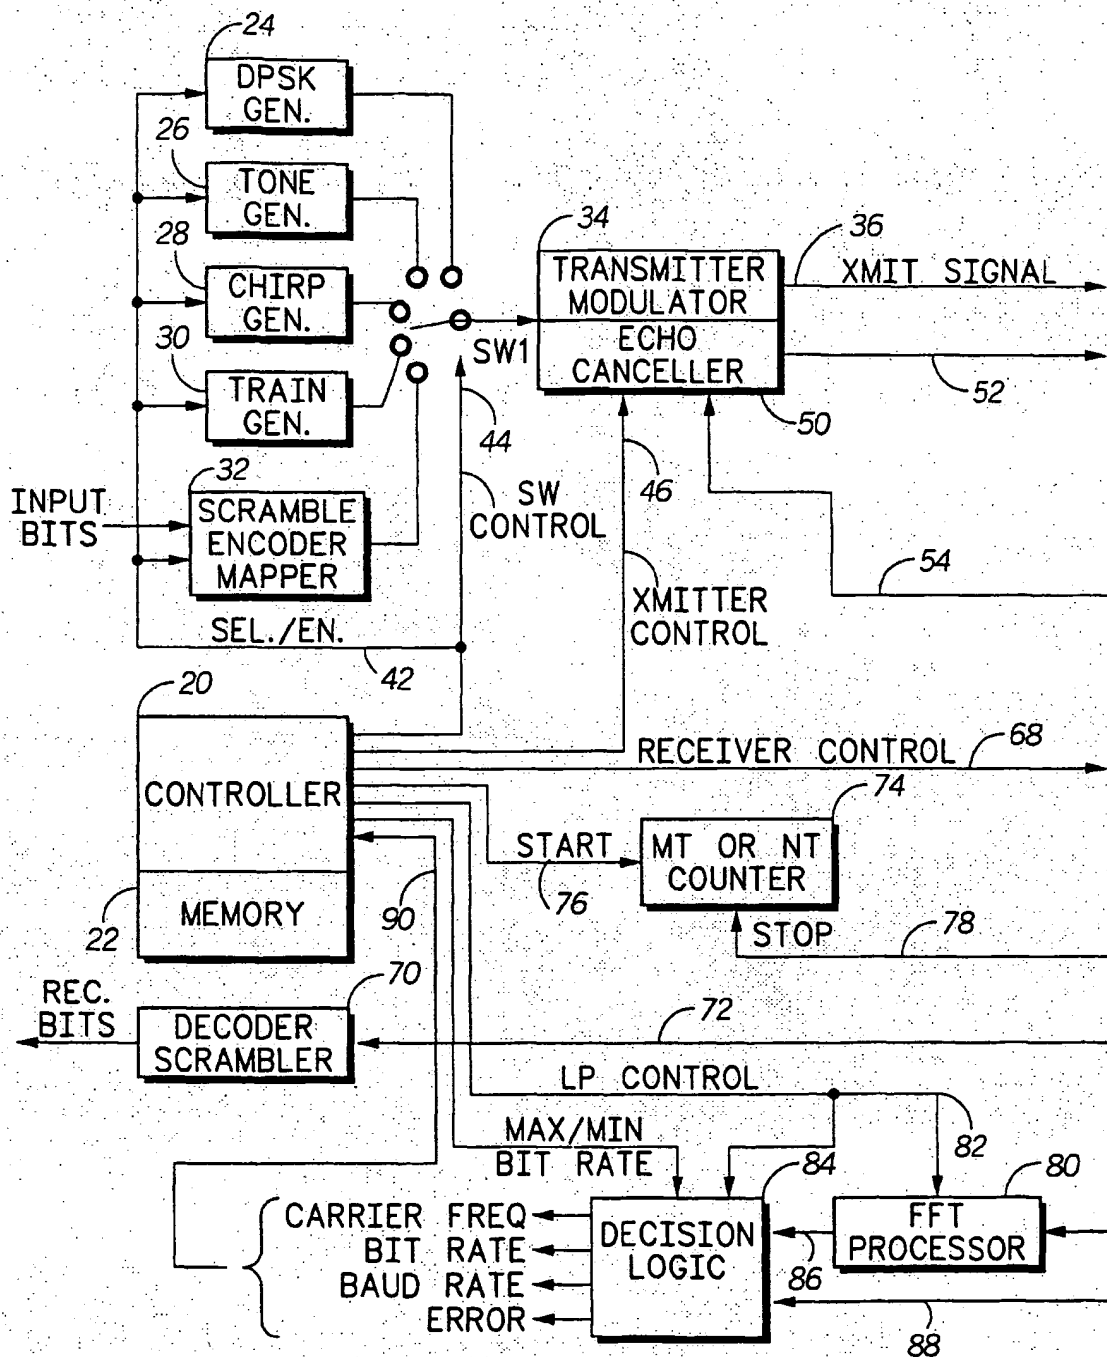 24
DPSK
GEN.
26
TONE
GEN.
28
CHIRP
GEN.
30
TRAIN
GEN.
32
INPUT
BITS
SCRAMBLE
ENCODER
MAPPER
SEL./EN.
42
SW1
44
SW
CONTROL
34
TRANSMITTER
MODULATOR
ECHO
CANCELLER
50
36
XMIT SIGNAL
52
46
XMITTER
CONTROL
54
20
CONTROLLER
MEMORY
22
RECEIVER CONTROL
68
74
START
76
MT OR NT
COUNTER
STOP
78
90
70
REC.
BITS
DECODER
SCRAMBLER
72
LP CONTROL
82
MAX/MIN
BIT RATE
84
80
CARRIER FREQ
BIT RATE
BAUD RATE
ERROR
DECISION
LOGIC
86
FFT
PROCESSOR
88